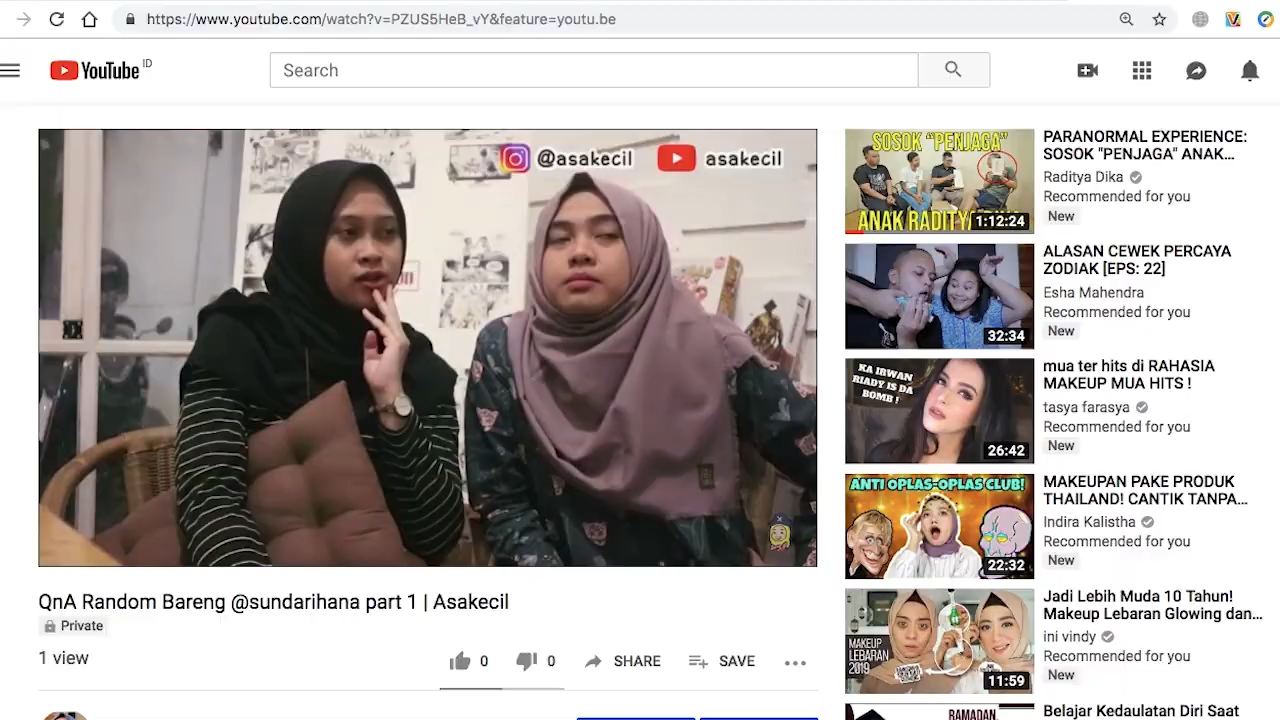 https://www.youtube.com/watch?v=PZUS5HeB_vY&feature=youtu.be
YouTube ID
Search
@asakecil
asakecil
QnA Random Bareng @sundarihana part 1 | Asakecil
Private
1 view
0
0
SHARE
SAVE
SOSOK "PENJAGA"
1:12:24
PARANORMAL EXPERIENCE:
SOSOK "PENJAGA" ANAK...
Raditya Dika
Recommended for you
New
32:34
ALASAN CEWEK PERCAYA
ZODIAK [EPS: 22]
Esha Mahendra
Recommended for you
New
KA IRWAN
RIADY IS DA
BOMB !
26:42
mua ter hits di RAHASIA
MAKEUP MUA HITS !
tasya farasya
Recommended for you
New
ANTI OPLAS-OPLAS CLUB!
22:32
MAKEUPAN PAKE PRODUK
THAILAND! CANTIK TANPA...
Indira Kalistha
Recommended for you
New
MAKEUP
LEBARAN
2019
11:59
Jadi Lebih Muda 10 Tahun!
Makeup Lebaran Glowing dan...
ini vindy
Recommended for you
New
RAMADAN,
Belajar Kedaulatan Diri Saat